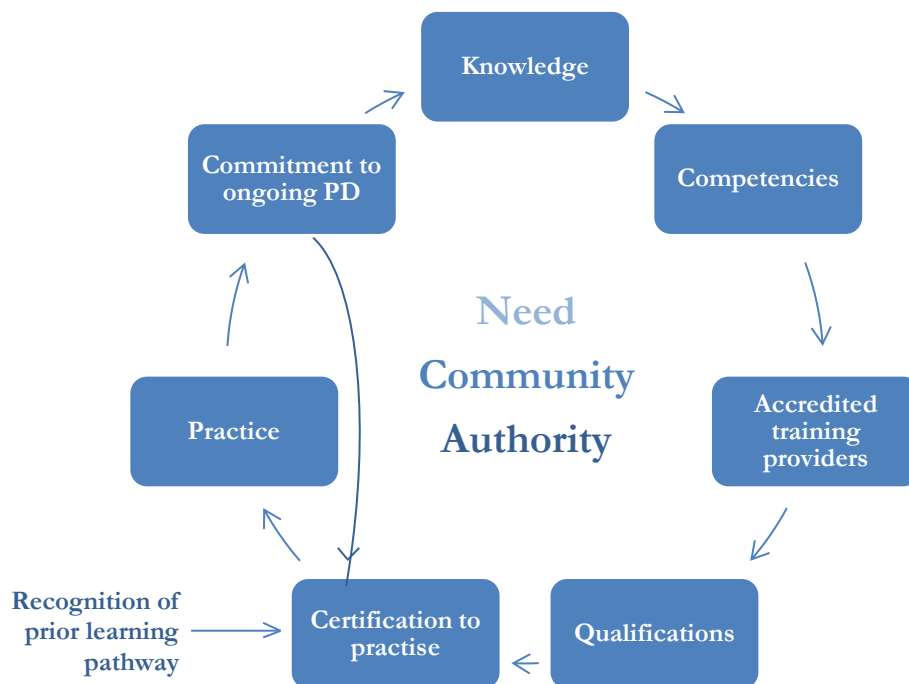 Knowledge
Commitment to
ongoing PD
Competencies
Need
Community
Authority
Practice
Accredited
training
providers
Recognition of
prior learning
pathway
Certification to
practise
Qualifications